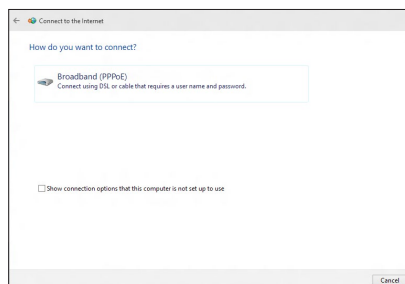 Connect to the Internet
How do you want to connect?
Broadband (PPPoE)
Connect using DSL or cable that requires a user name and password.
Show connection options that this computer is not set up to use
Cancel